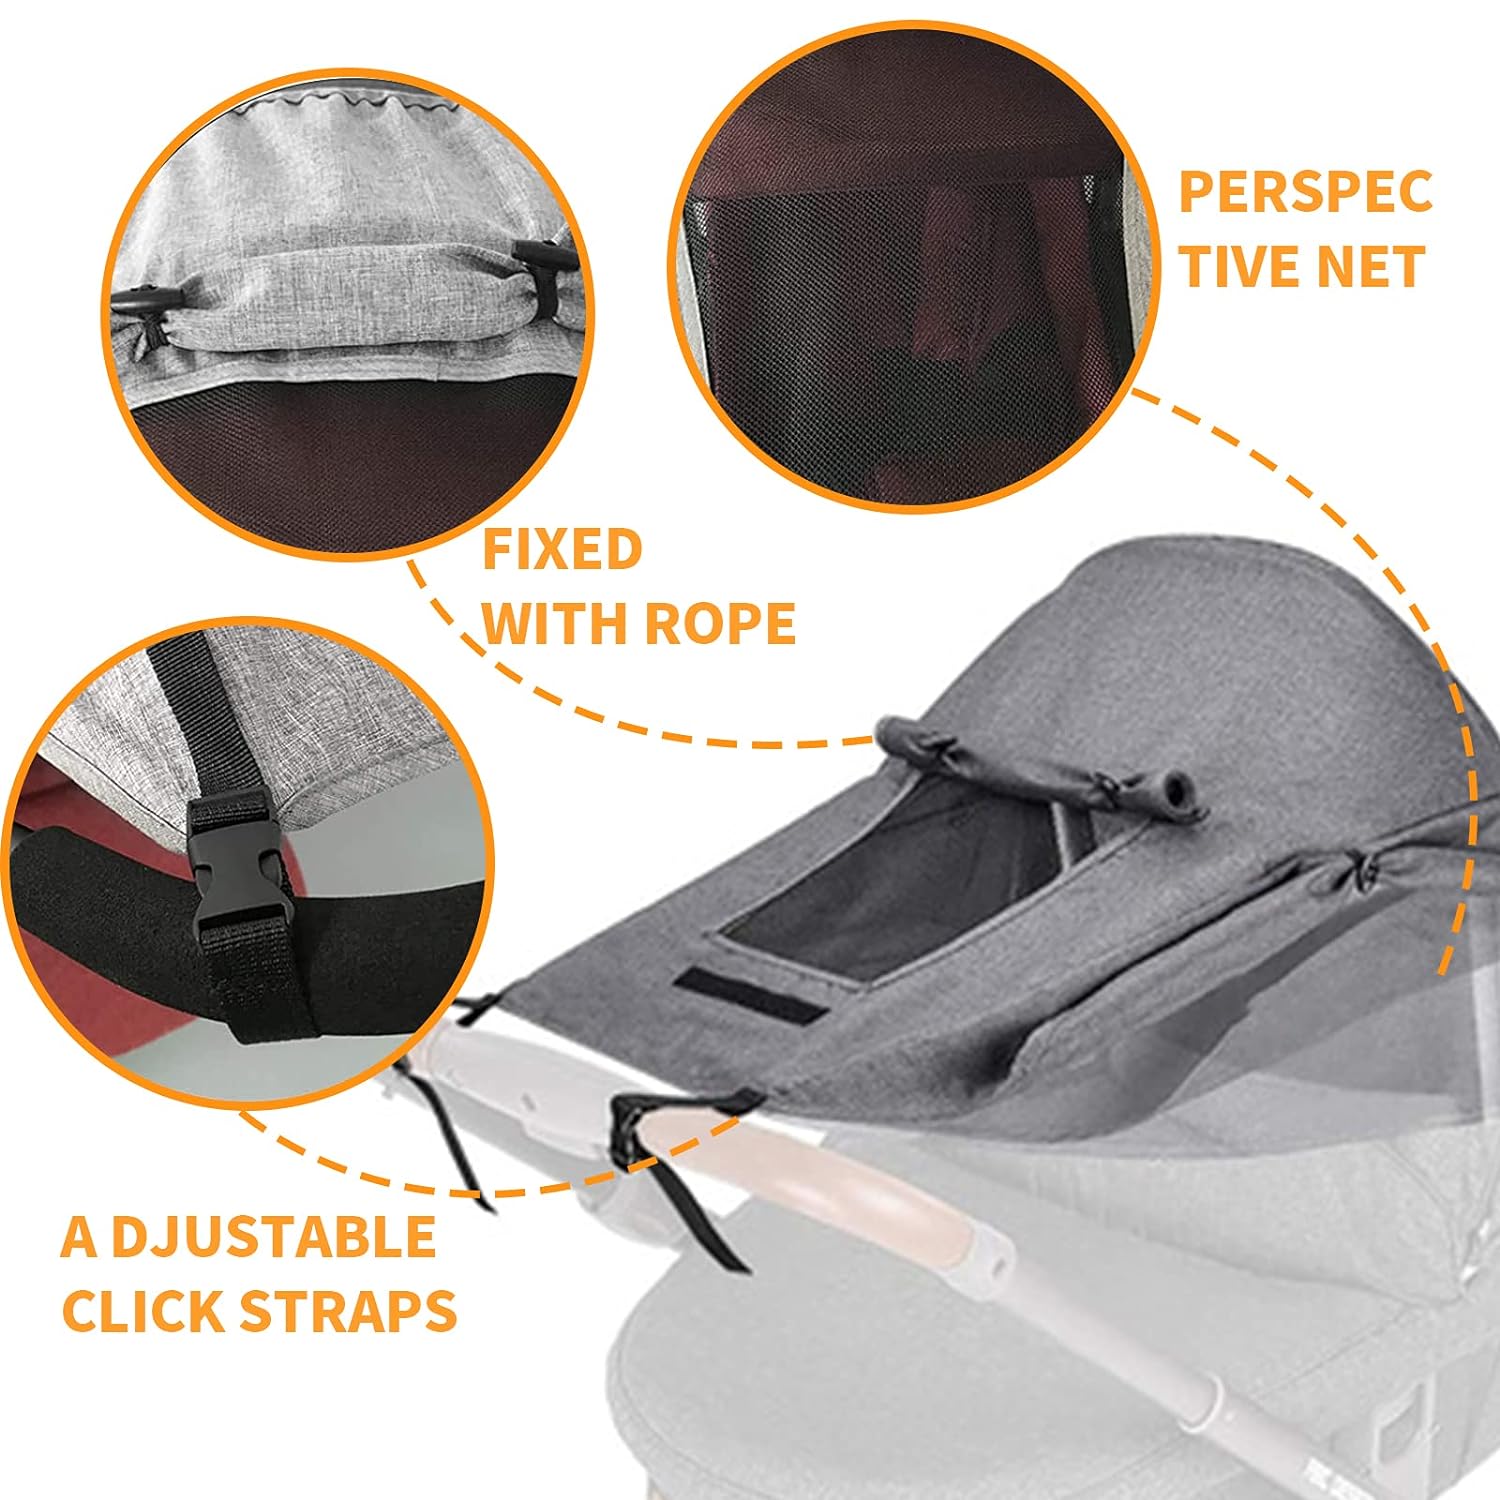 PERSPEC
TIVE NET
FIXED
WITH ROPE
A DJUSTABLE
CLICK STRAPS